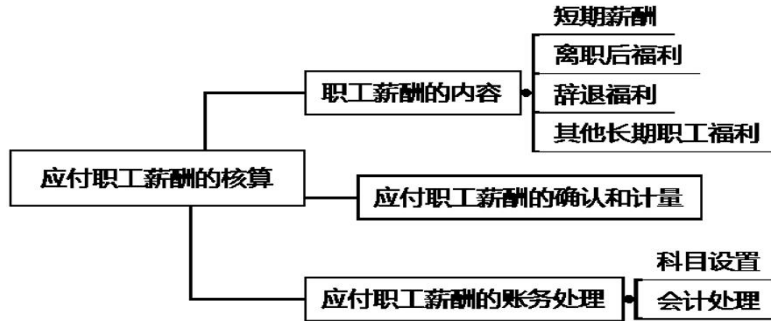 应付职工薪酬的核算
职工薪酬的内容
短期薪酬
离职后福利
辞退福利
其他长期职工福利
应付职工薪酬的确认和计量
应付职工薪酬的账务处理
科目设置
会计处理